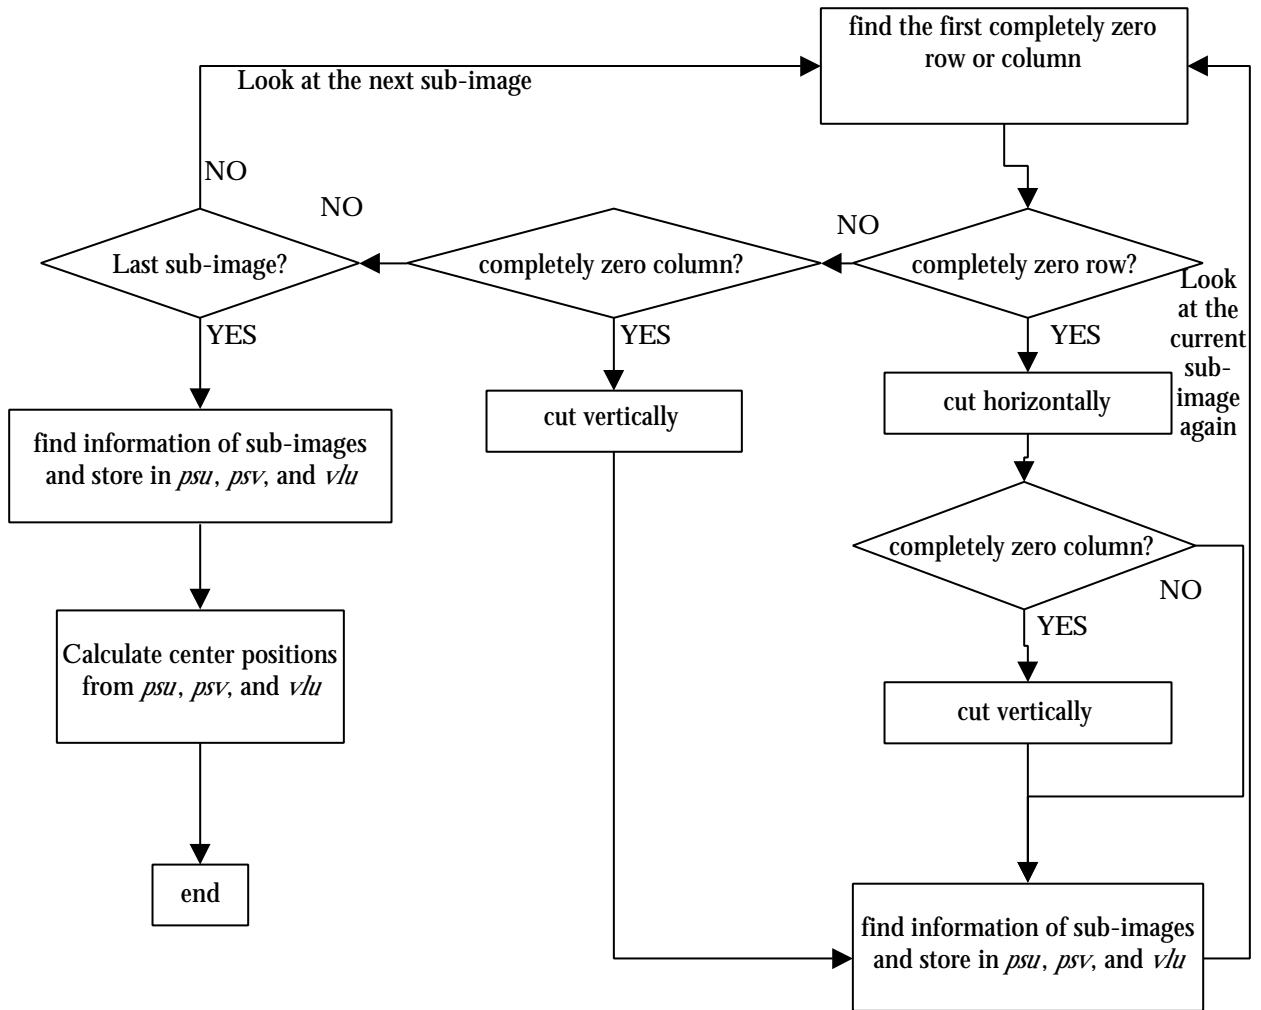 find the first completely zero
row or column
Look at the next sub-image
NO
NO
NO
Last sub-image?
completely zero column?
completely zero row?
Look
at the
current
sub-
image
again
YES
YES
YES
cut vertically
cut horizontally
find information of sub-images
and store in psu, psv, and vlu
completely zero column?
NO
YES
Calculate center positions
from psu, psv, and vlu
cut vertically
end
find information of sub-images
and store in psu, psv, and vlu